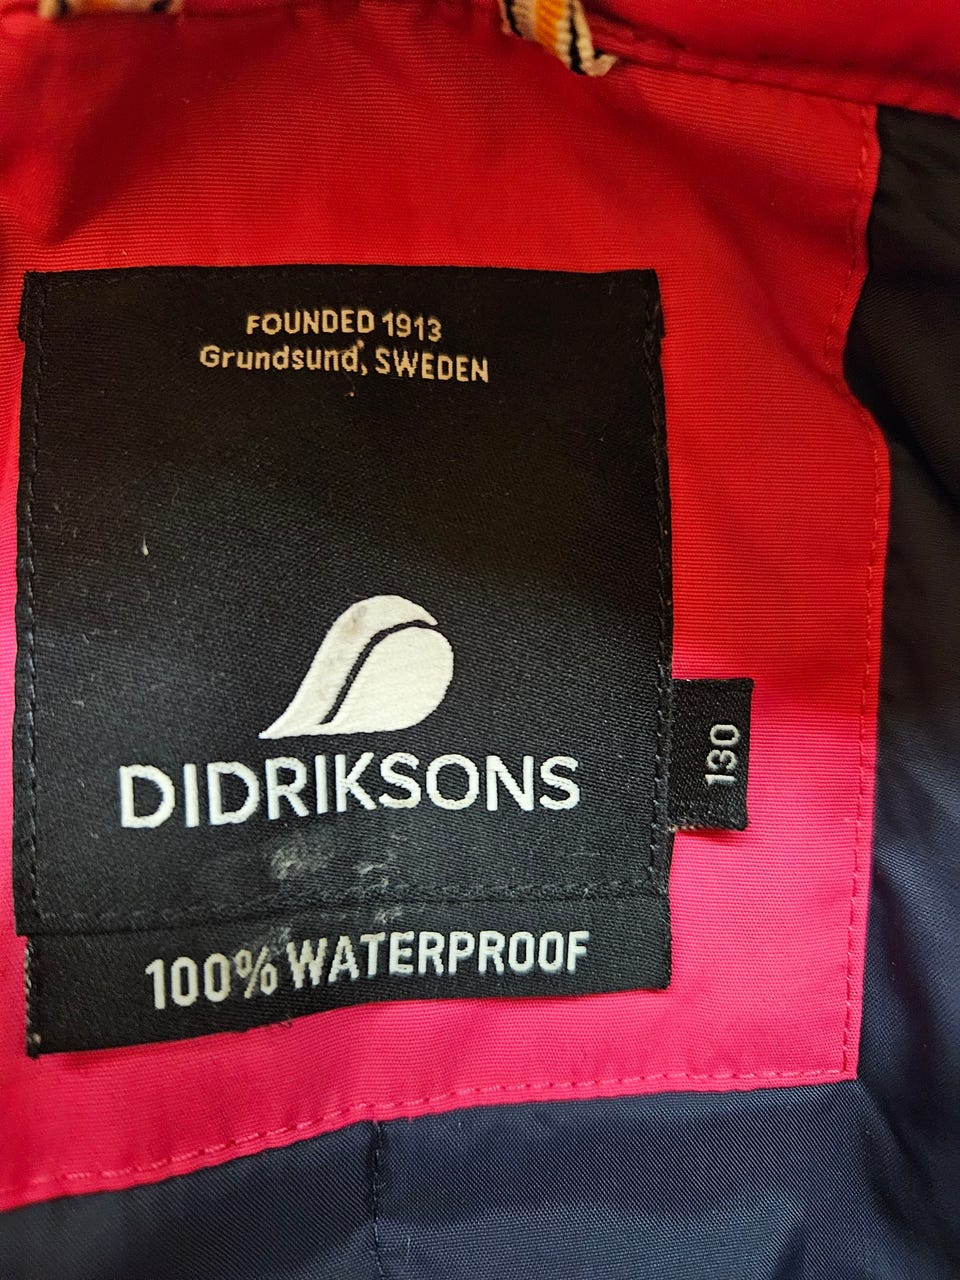 FOUNDED 1913
Grundsund, SWEDEN
DIDRIKSONS
130
100% WATERPROOF